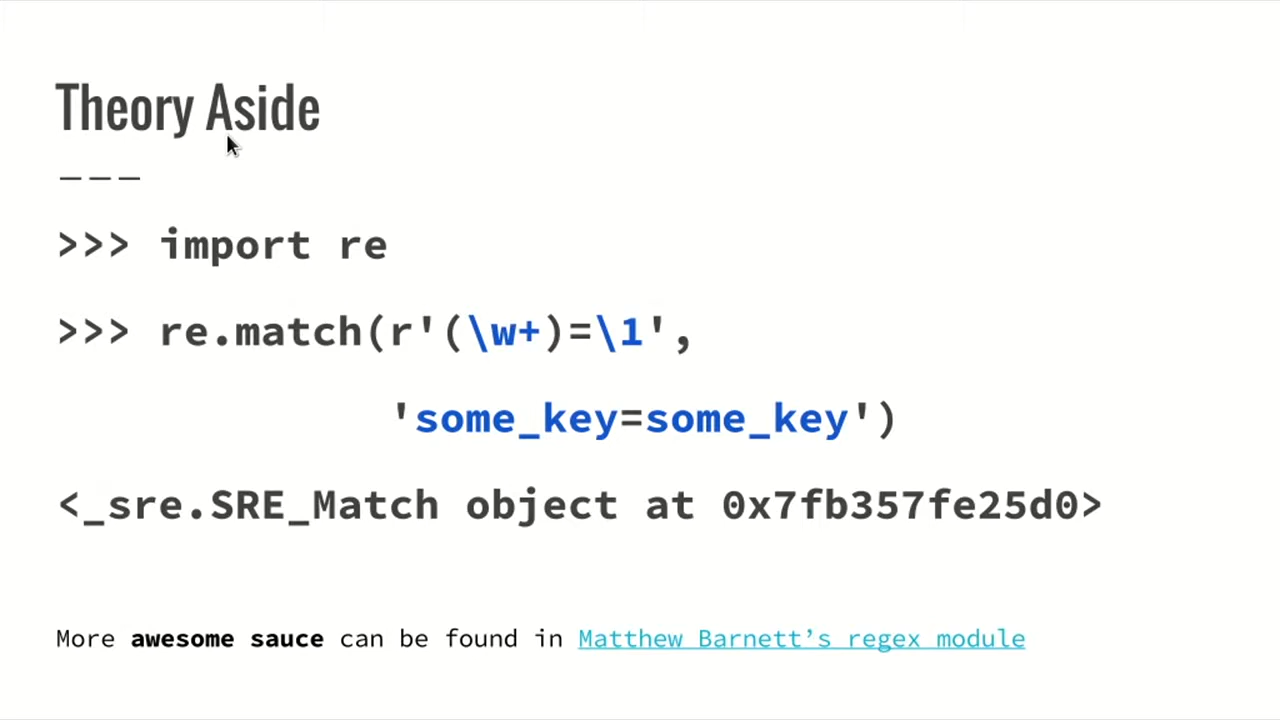 Theory Aside
———
>>> import re
>>> re.match(r'(\w+)=\1',
'some_key=some_key')
<_sre.SRE_Match object at 0x7fb357fe25d0>
More awesome sauce can be found in Matthew Barnett’s regex module